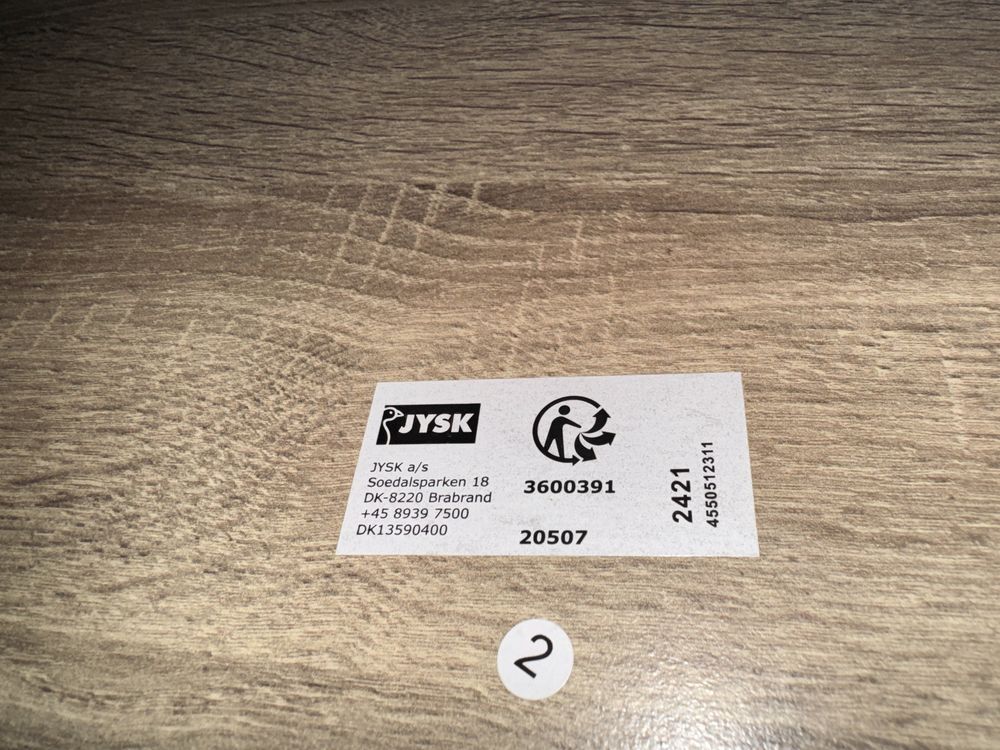 JYSK
JYSK a/s
Soedalsparken 18
DK-8220 Brabrand
+45 8939 7500
DK13590400
3600391
20507
2421
4550512311
2